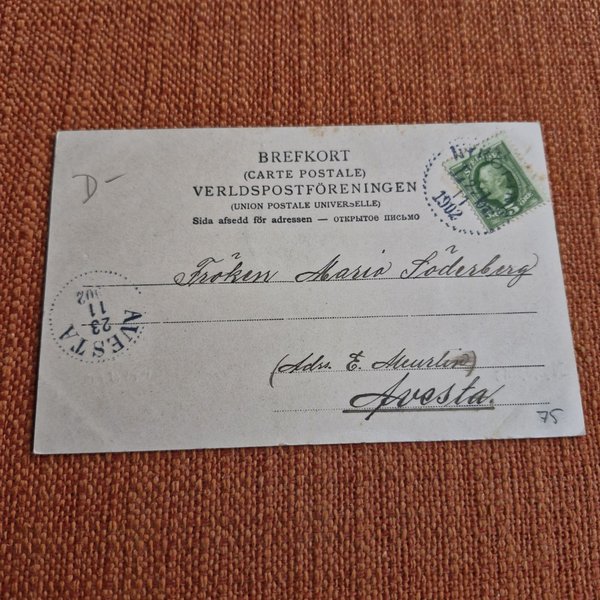 BREFKORT
(CARTE POSTALE)
VERLDSPOSTFÖRENINGEN
(UNION POSTALE UNIVERSELLE)
Sida afsedd för adressen — ОТКРЫТОЕ ПИСЬМО
D-
1902
Fröken Maria Söderberg
AVESTA
23
11
902
(Adr. E. Meurlin)
Avesta.
75